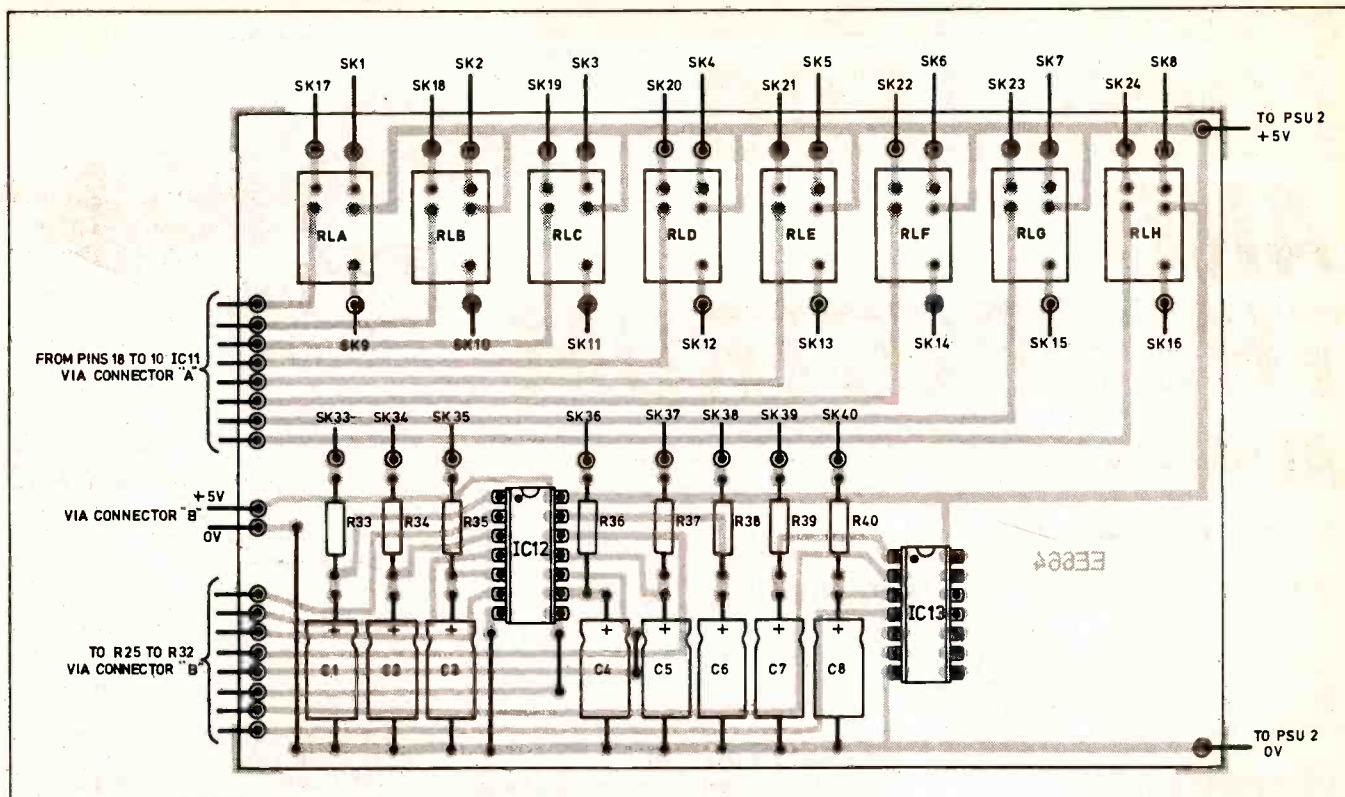 SK17 SK1 SK18 SK2 SK19 SK3 SK20 SK4 SK21 SK5 SK22 SK6 SK23 SK7 SK24 SK8
TO PSU 2
+5V
RLA RLB RLC RLD RLE RLF RLG RLH
SK9 SK10 SK11 SK12 SK13 SK14 SK15 SK16
FROM PINS 18 TO 10 IC11
VIA CONNECTOR "A"
SK33 SK34 SK35 SK36 SK37 SK38 SK39 SK40
+5V
VIA CONNECTOR "B"
0V
R33 R34 R35 IC12 R36 R37 R38 R39 R40
EE664
IC13
TO R25 TO R32
VIA CONNECTOR "B"
+ + + + + + + +
C1 C2 C3 C4 C5 C6 C7 C8
TO PSU 2
0V